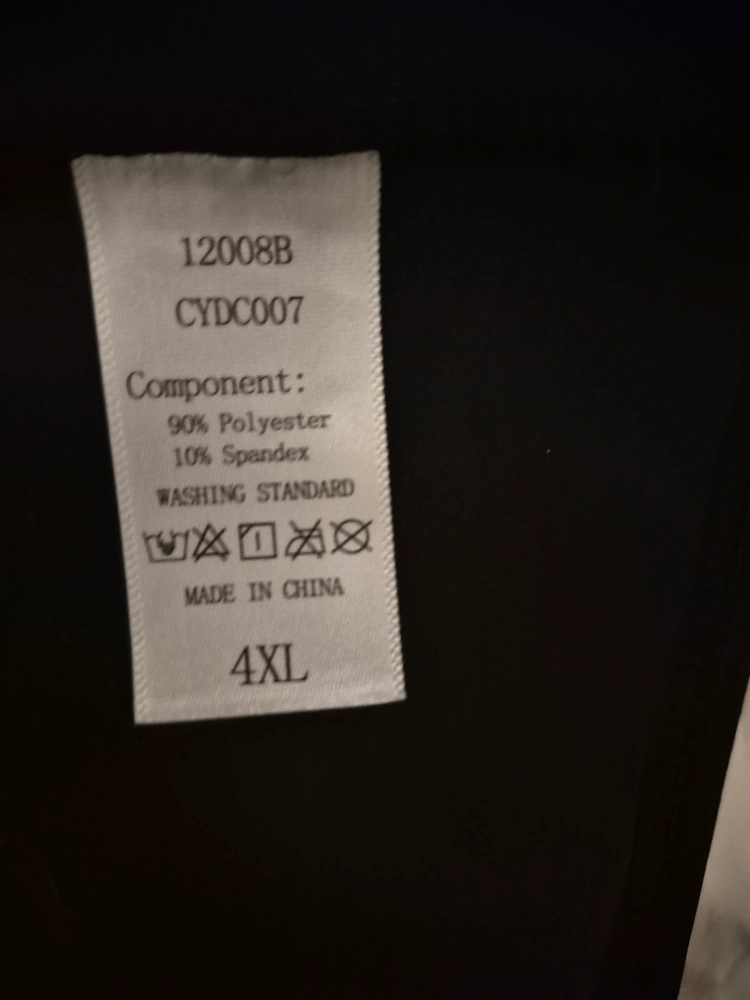 12008B
CYDC007
Component:
90% Polyester
10% Spandex
WASHING STANDARD
MADE IN CHINA
4XL